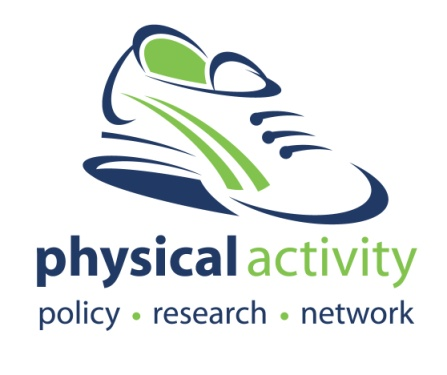 physical activity
policy • research • network